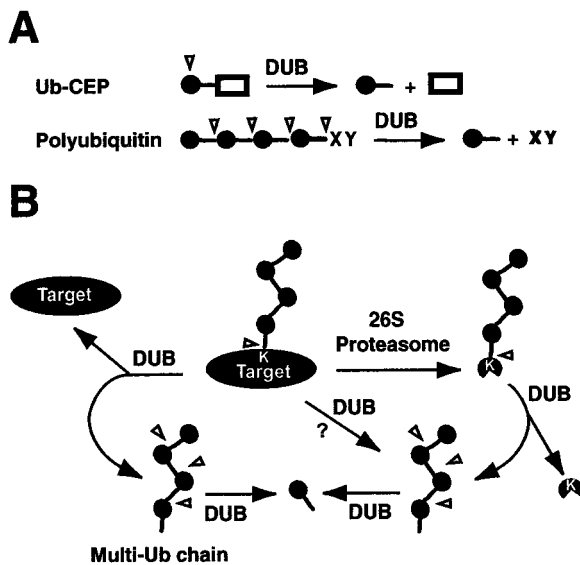 A
Ub-CEP
DUB
+
Polyubiquitin
XY
DUB
+ XY
B
Target
DUB
K
Target
26S
Proteasome
K
DUB
DUB
?
K
DUB
DUB
Multi-Ub chain